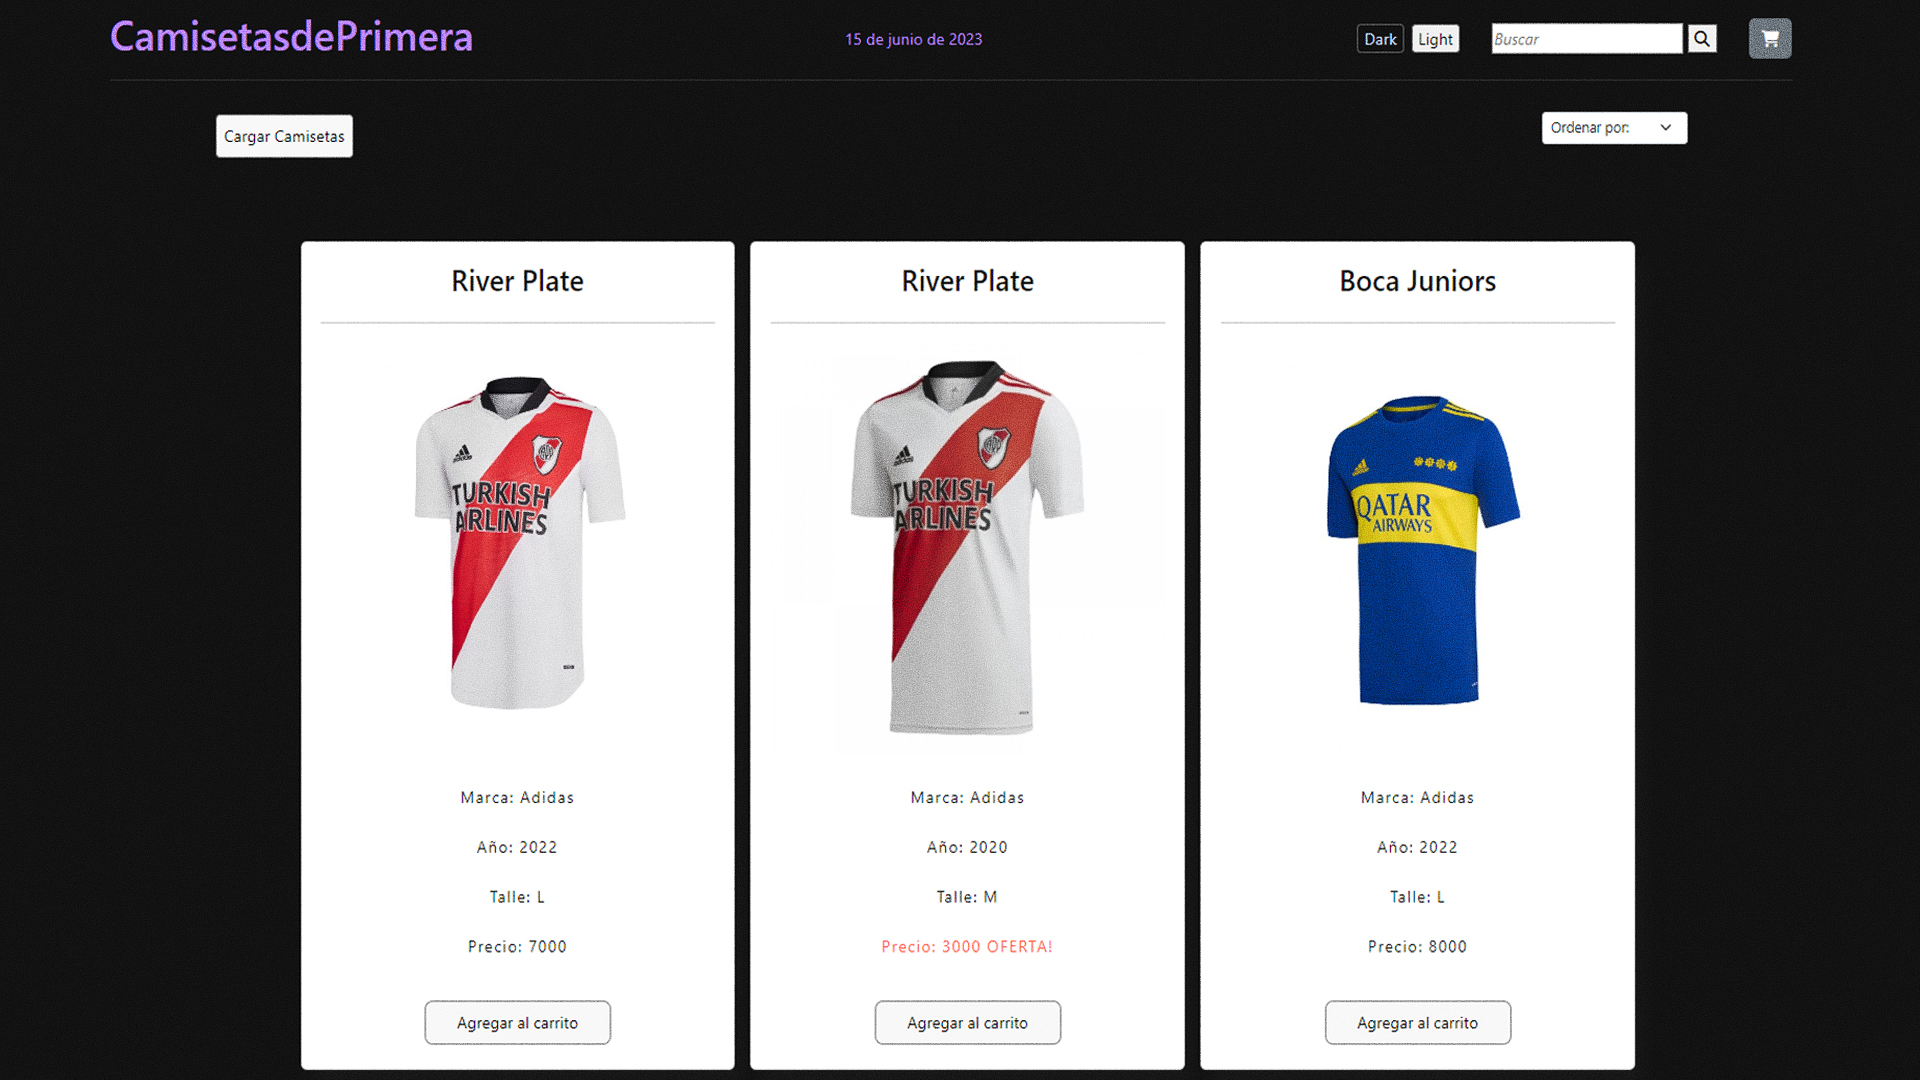 CamisetasdePrimera
15 de junio de 2023
Dark
Light
Buscar
Cargar Camisetas
Ordenar por:
River Plate
adidas
TURKISH
AIRLINES
Marca: Adidas
Año: 2022
Talle: L
Precio: 7000
Agregar al carrito
River Plate
adidas
TURKISH
AIRLINES
Marca: Adidas
Año: 2020
Talle: M
Precio: 3000 OFERTA!
Agregar al carrito
Boca Juniors
QATAR
AIRWAYS
Marca: Adidas
Año: 2022
Talle: L
Precio: 8000
Agregar al carrito